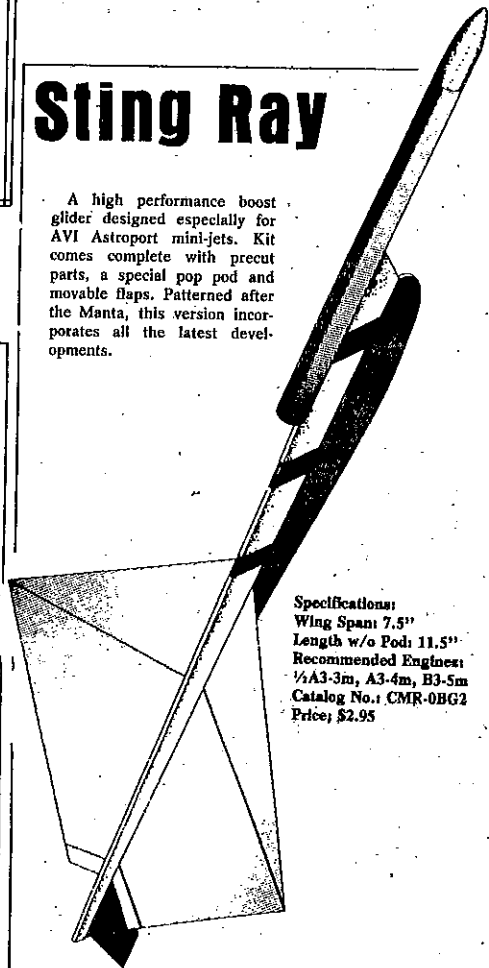 Sting Ray
A high performance boost
glider designed especially for
AVI Astroport mini-jets. Kit
comes complete with precut
parts, a special pop pod and
movable flaps. Patterned after
the Manta, this version incor-
porates all the latest devel-
opments.
Specifications:
Wing Span: 7.5"
Length w/o Pod: 11.5"
Recommended Engines:
½A3-3m, A3-4m, B3-5m
Catalog No.: CMR-0BG2
Price; $2.95